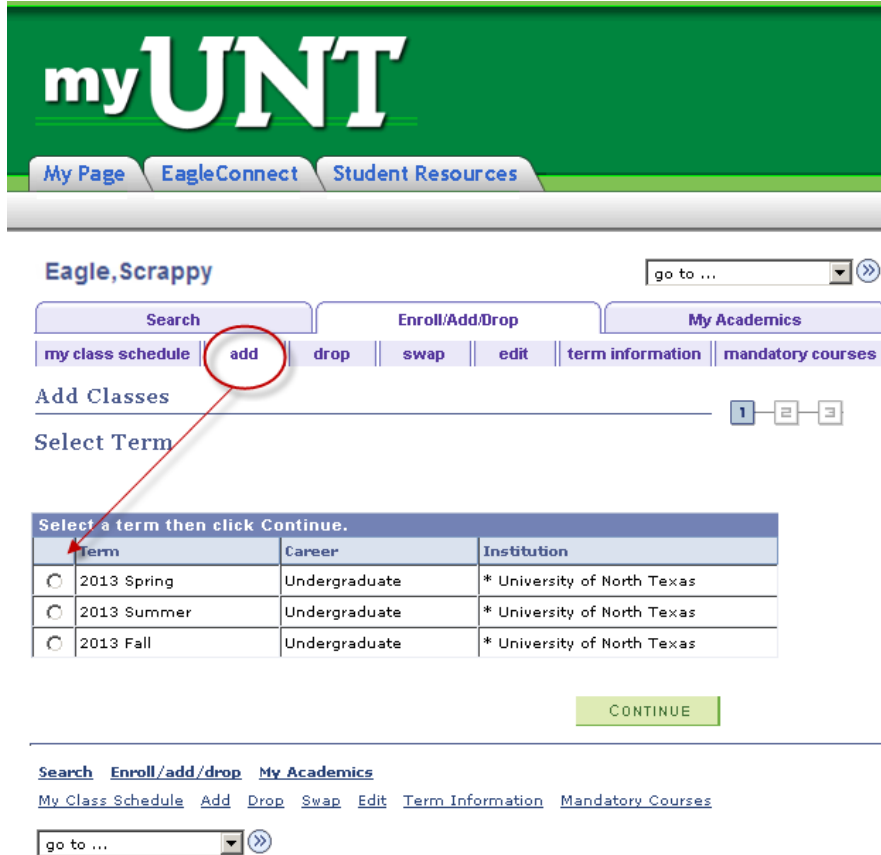 myUNT
My Page EagleConnect Student Resources
Eagle,Scrappy go to ...
Search Enroll/Add/Drop My Academics
my class schedule add drop swap edit term information mandatory courses
Add Classes
1 2 3
Select Term
Select a term then click Continue.
Term Career Institution
2013 Spring Undergraduate * University of North Texas
2013 Summer Undergraduate * University of North Texas
2013 Fall Undergraduate * University of North Texas
CONTINUE
Search Enroll/add/drop My Academics
My Class Schedule Add Drop Swap Edit Term Information Mandatory Courses
go to ...